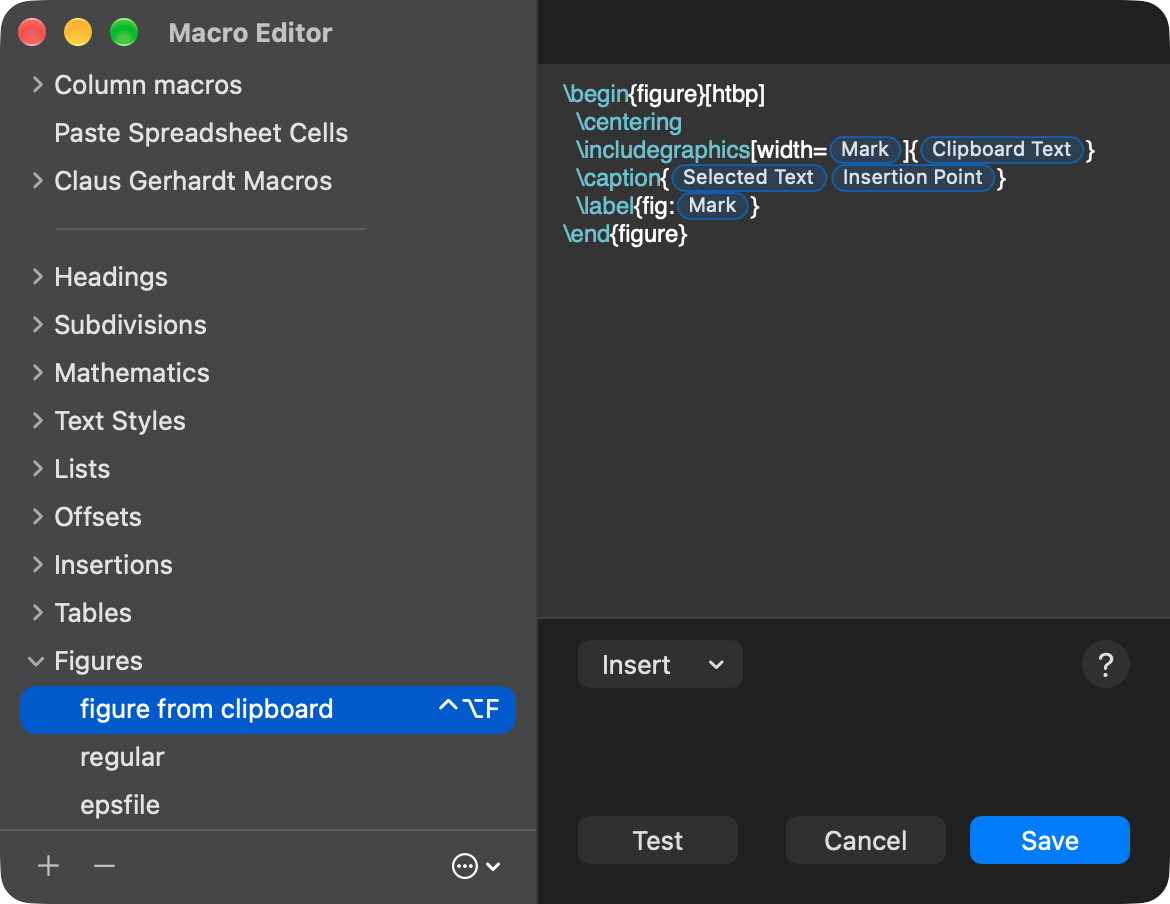 Macro Editor
Column macros
Paste Spreadsheet Cells
Claus Gerhardt Macros
Headings
Subdivisions
Mathematics
Text Styles
Lists
Offsets
Insertions
Tables
Figures
figure from clipboard ^⌥F
regular
epsfile
\begin{figure}[htbp]
\centering
\includegraphics[width=Mark]{Clipboard Text}
\caption{Selected Text Insertion Point}
\label{fig:Mark}
\end{figure}
Insert
?
Test Cancel Save